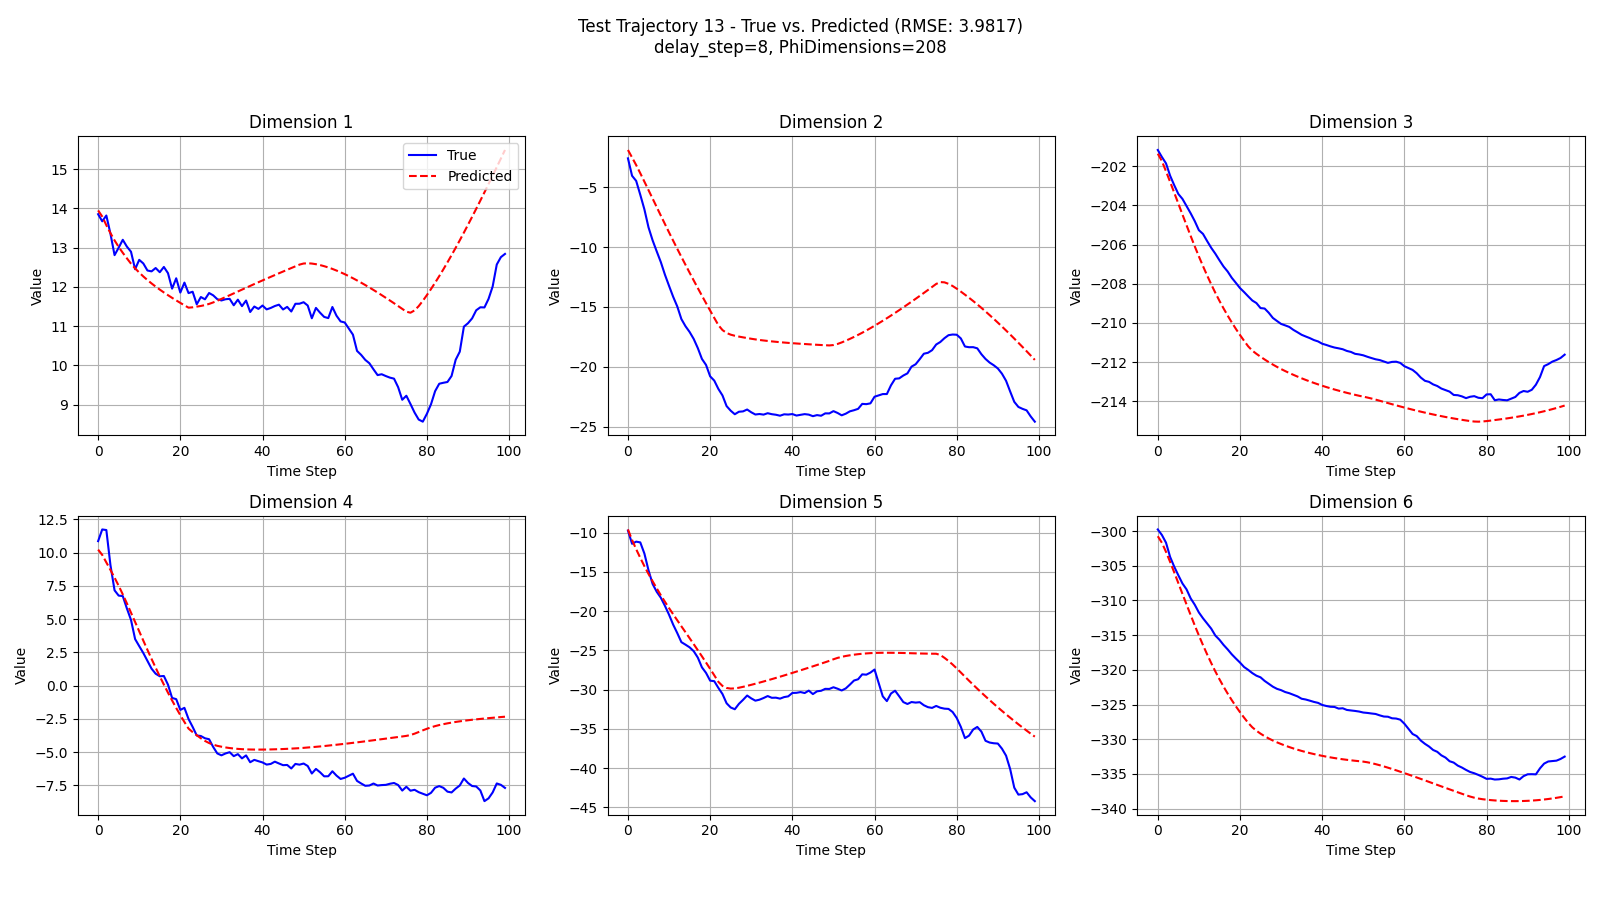 Test Trajectory 13 - True vs. Predicted (RMSE: 3.9817)
delay_step=8, PhiDimensions=208
Dimension 1
True
Predicted
Value
15
14
13
12
11
10
9
0 20 40 60 80 100
Time Step
Dimension 2
Value
−5
−10
−15
−20
−25
0 20 40 60 80 100
Time Step
Dimension 3
Value
−202
−204
−206
−208
−210
−212
−214
0 20 40 60 80 100
Time Step
Dimension 4
Value
12.5
10.0
7.5
5.0
2.5
0.0
−2.5
−5.0
−7.5
0 20 40 60 80 100
Time Step
Dimension 5
Value
−10
−15
−20
−25
−30
−35
−40
−45
0 20 40 60 80 100
Time Step
Dimension 6
Value
−300
−305
−310
−315
−320
−325
−330
−335
−340
0 20 40 60 80 100
Time Step